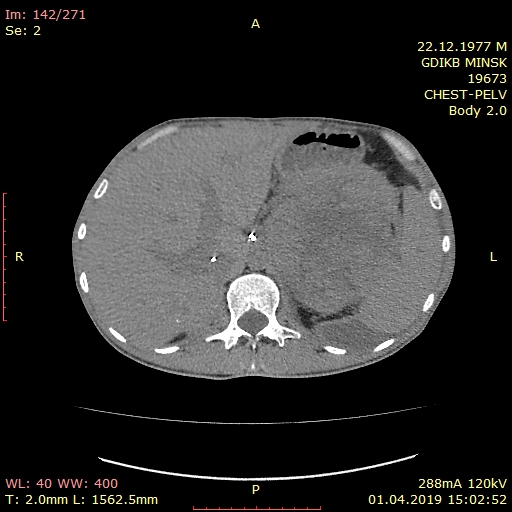 Im: 142/271
Se: 2
A
22.12.1977 M
GDIKB MINSK
19673
CHEST-PELV
Body 2.0
R
L
WL: 40 WW: 400
T: 2.0mm L: 1562.5mm
P
288mA 120kV
01.04.2019 15:02:52